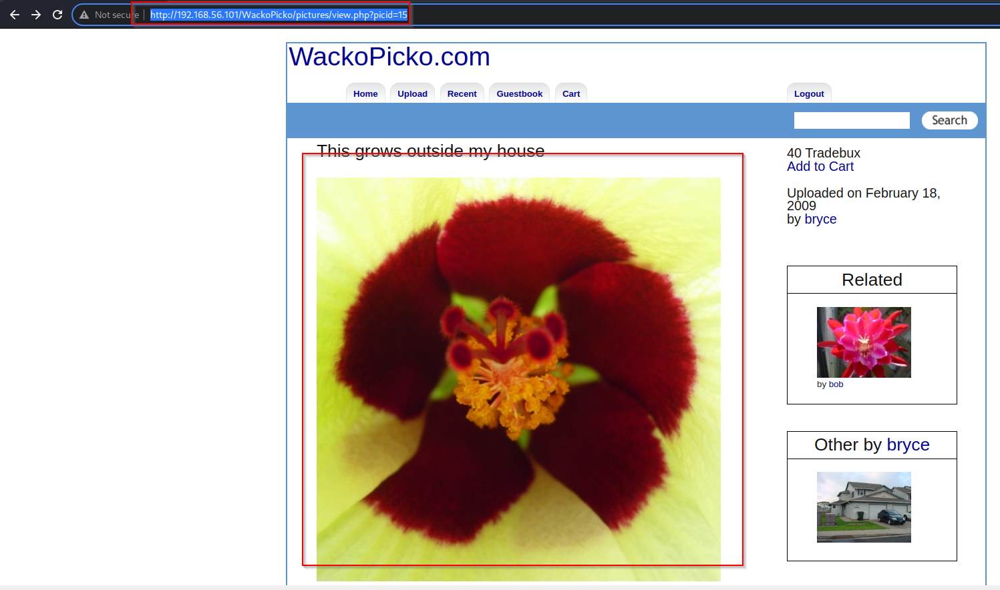 Not secure
http://192.168.56.101/WackoPicko/pictures/view.php?picid=15
WackoPicko.com
Home Upload Recent Guestbook Cart Logout
Search
This grows outside my house
40 Tradebux
Add to Cart
Uploaded on February 18,
2009
by bryce
Related
by bob
Other by bryce